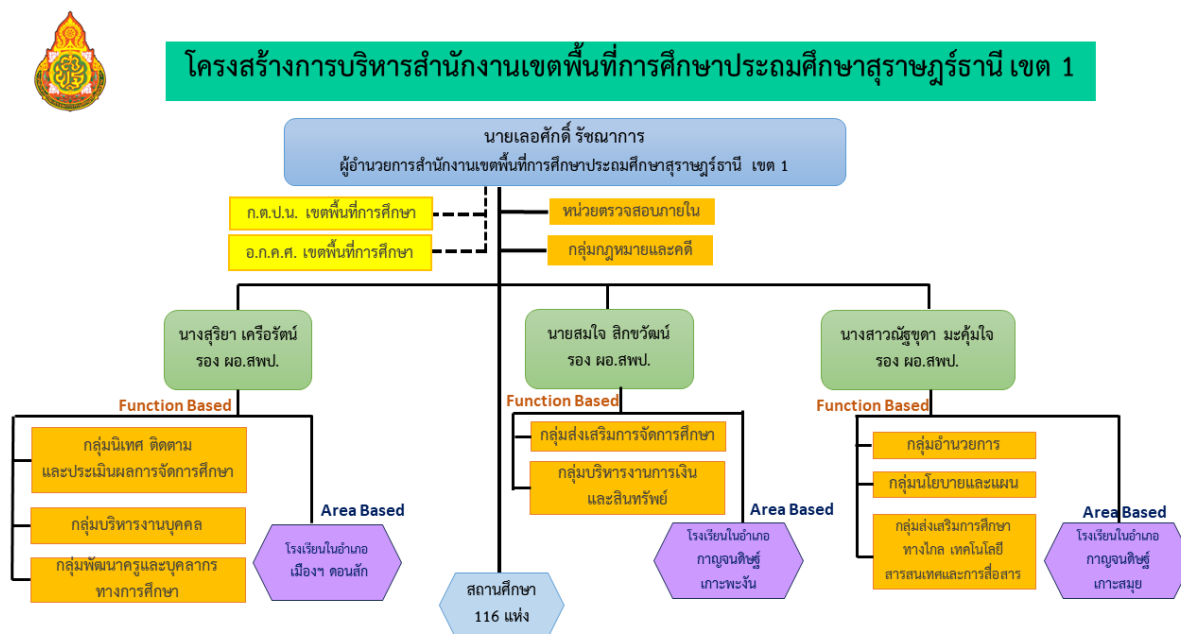 โครงสร้างการบริหารสำนักงานเขตพื้นที่การศึกษาประถมศึกษาสุราษฎร์ธานี เขต 1
นายเลอศักดิ์ รัชณาการ
ผู้อำนวยการสำนักงานเขตพื้นที่การศึกษาประถมศึกษาสุราษฎร์ธานี เขต 1
ก.ต.ป.น. เขตพื้นที่การศึกษา
หน่วยตรวจสอบภายใน
อ.ก.ค.ศ. เขตพื้นที่การศึกษา
กลุ่มกฎหมายและคดี
นางสุริยา เครือรัตน์
รอง ผอ.สพป.
นายสมใจ สิกขวัฒน์
รอง ผอ.สพป.
นางสาวณัฐขุตา มะคุ้มใจ
รอง ผอ.สพป.
Function Based
กลุ่มนิเทศ ติดตาม
และประเมินผลการจัดการศึกษา
กลุ่มบริหารงานบุคคล
กลุ่มพัฒนาครูและบุคลากร
ทางการศึกษา
Area Based
โรงเรียนในอำเภอ
เมืองฯ ดอนสัก
Function Based
กลุ่มส่งเสริมการจัดการศึกษา
กลุ่มบริหารงานการเงิน
และสินทรัพย์
Area Based
โรงเรียนในอำเภอ
กาญจนดิษฐ์
เกาะพะงัน
Function Based
กลุ่มอำนวยการ
กลุ่มนโยบายและแผน
กลุ่มส่งเสริมการศึกษา
ทางไกล เทคโนโลยี
สารสนเทศและการสื่อสาร
Area Based
โรงเรียนในอำเภอ
กาญจนดิษฐ์
เกาะสมุย
สถานศึกษา
116 แห่ง